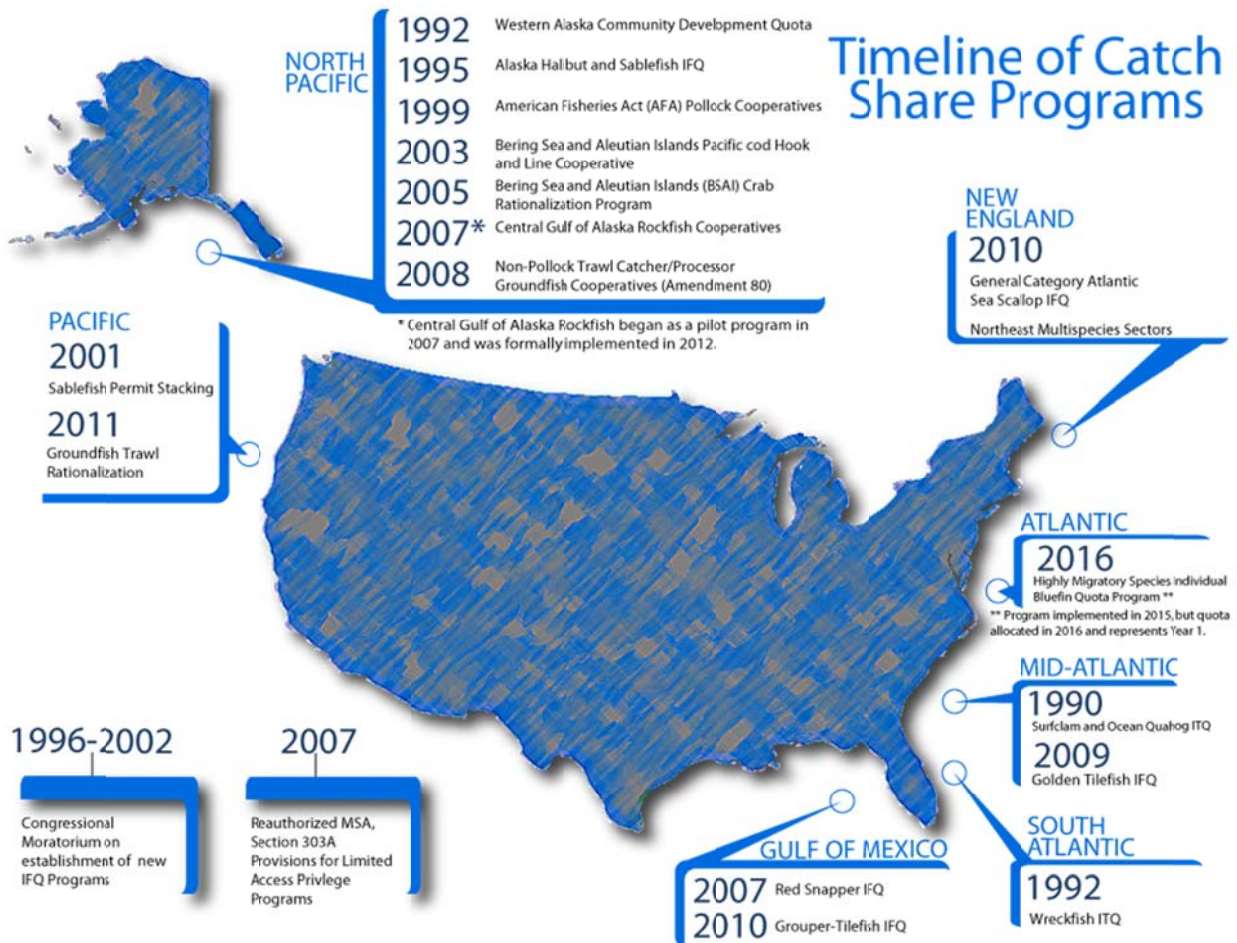 Timeline of Catch
Share Programs
NORTH
PACIFIC
1992 Western Alaska Community Development Quota
1995 Alaska Halibut and Sablefish IFQ
1999 American Fisheries Act (AFA) Pollock Cooperatives
2003 Bering Sea and Aleutian Islands Pacific cod Hook
and Line Cooperative
2005 Bering Sea and Aleutian Islands (BSAI) Crab
Rationalization Program
2007* Central Gulf of Alaska Rockfish Cooperatives
2008 Non-Pollock Trawl Catcher/Processor
Groundfish Cooperatives (Amendment 80)
* Central Gulf of Alaska Rockfish began as a pilot program in
2007 and was formally implemented in 2012.
NEW
ENGLAND
2010
General Category Atlantic
Sea Scallop IFQ
Northeast Multispecies Sectors
PACIFIC
2001
Sablefish Permit Stacking
2011
Groundfish Trawl
Rationalization
ATLANTIC
2016
Highly Migratory Species Individual
Bluefin Quota Program **
** Program implemented in 2015, but quota
allocated in 2016 and represents Year 1.
MID-ATLANTIC
1990
Surfclam and Ocean Quahog ITQ
2009
Golden Tilefish IFQ
SOUTH
ATLANTIC
1992
Wreckfish ITQ
GULF OF MEXICO
2007 Red Snapper IFQ
2010 Grouper-Tilefish IFQ
1996-2002
Congressional
Moratorium on
establishment of new
IFQ Programs
2007
Reauthorized MSA,
Section 303A
Provisions for Limited
Access Privlege
Programs